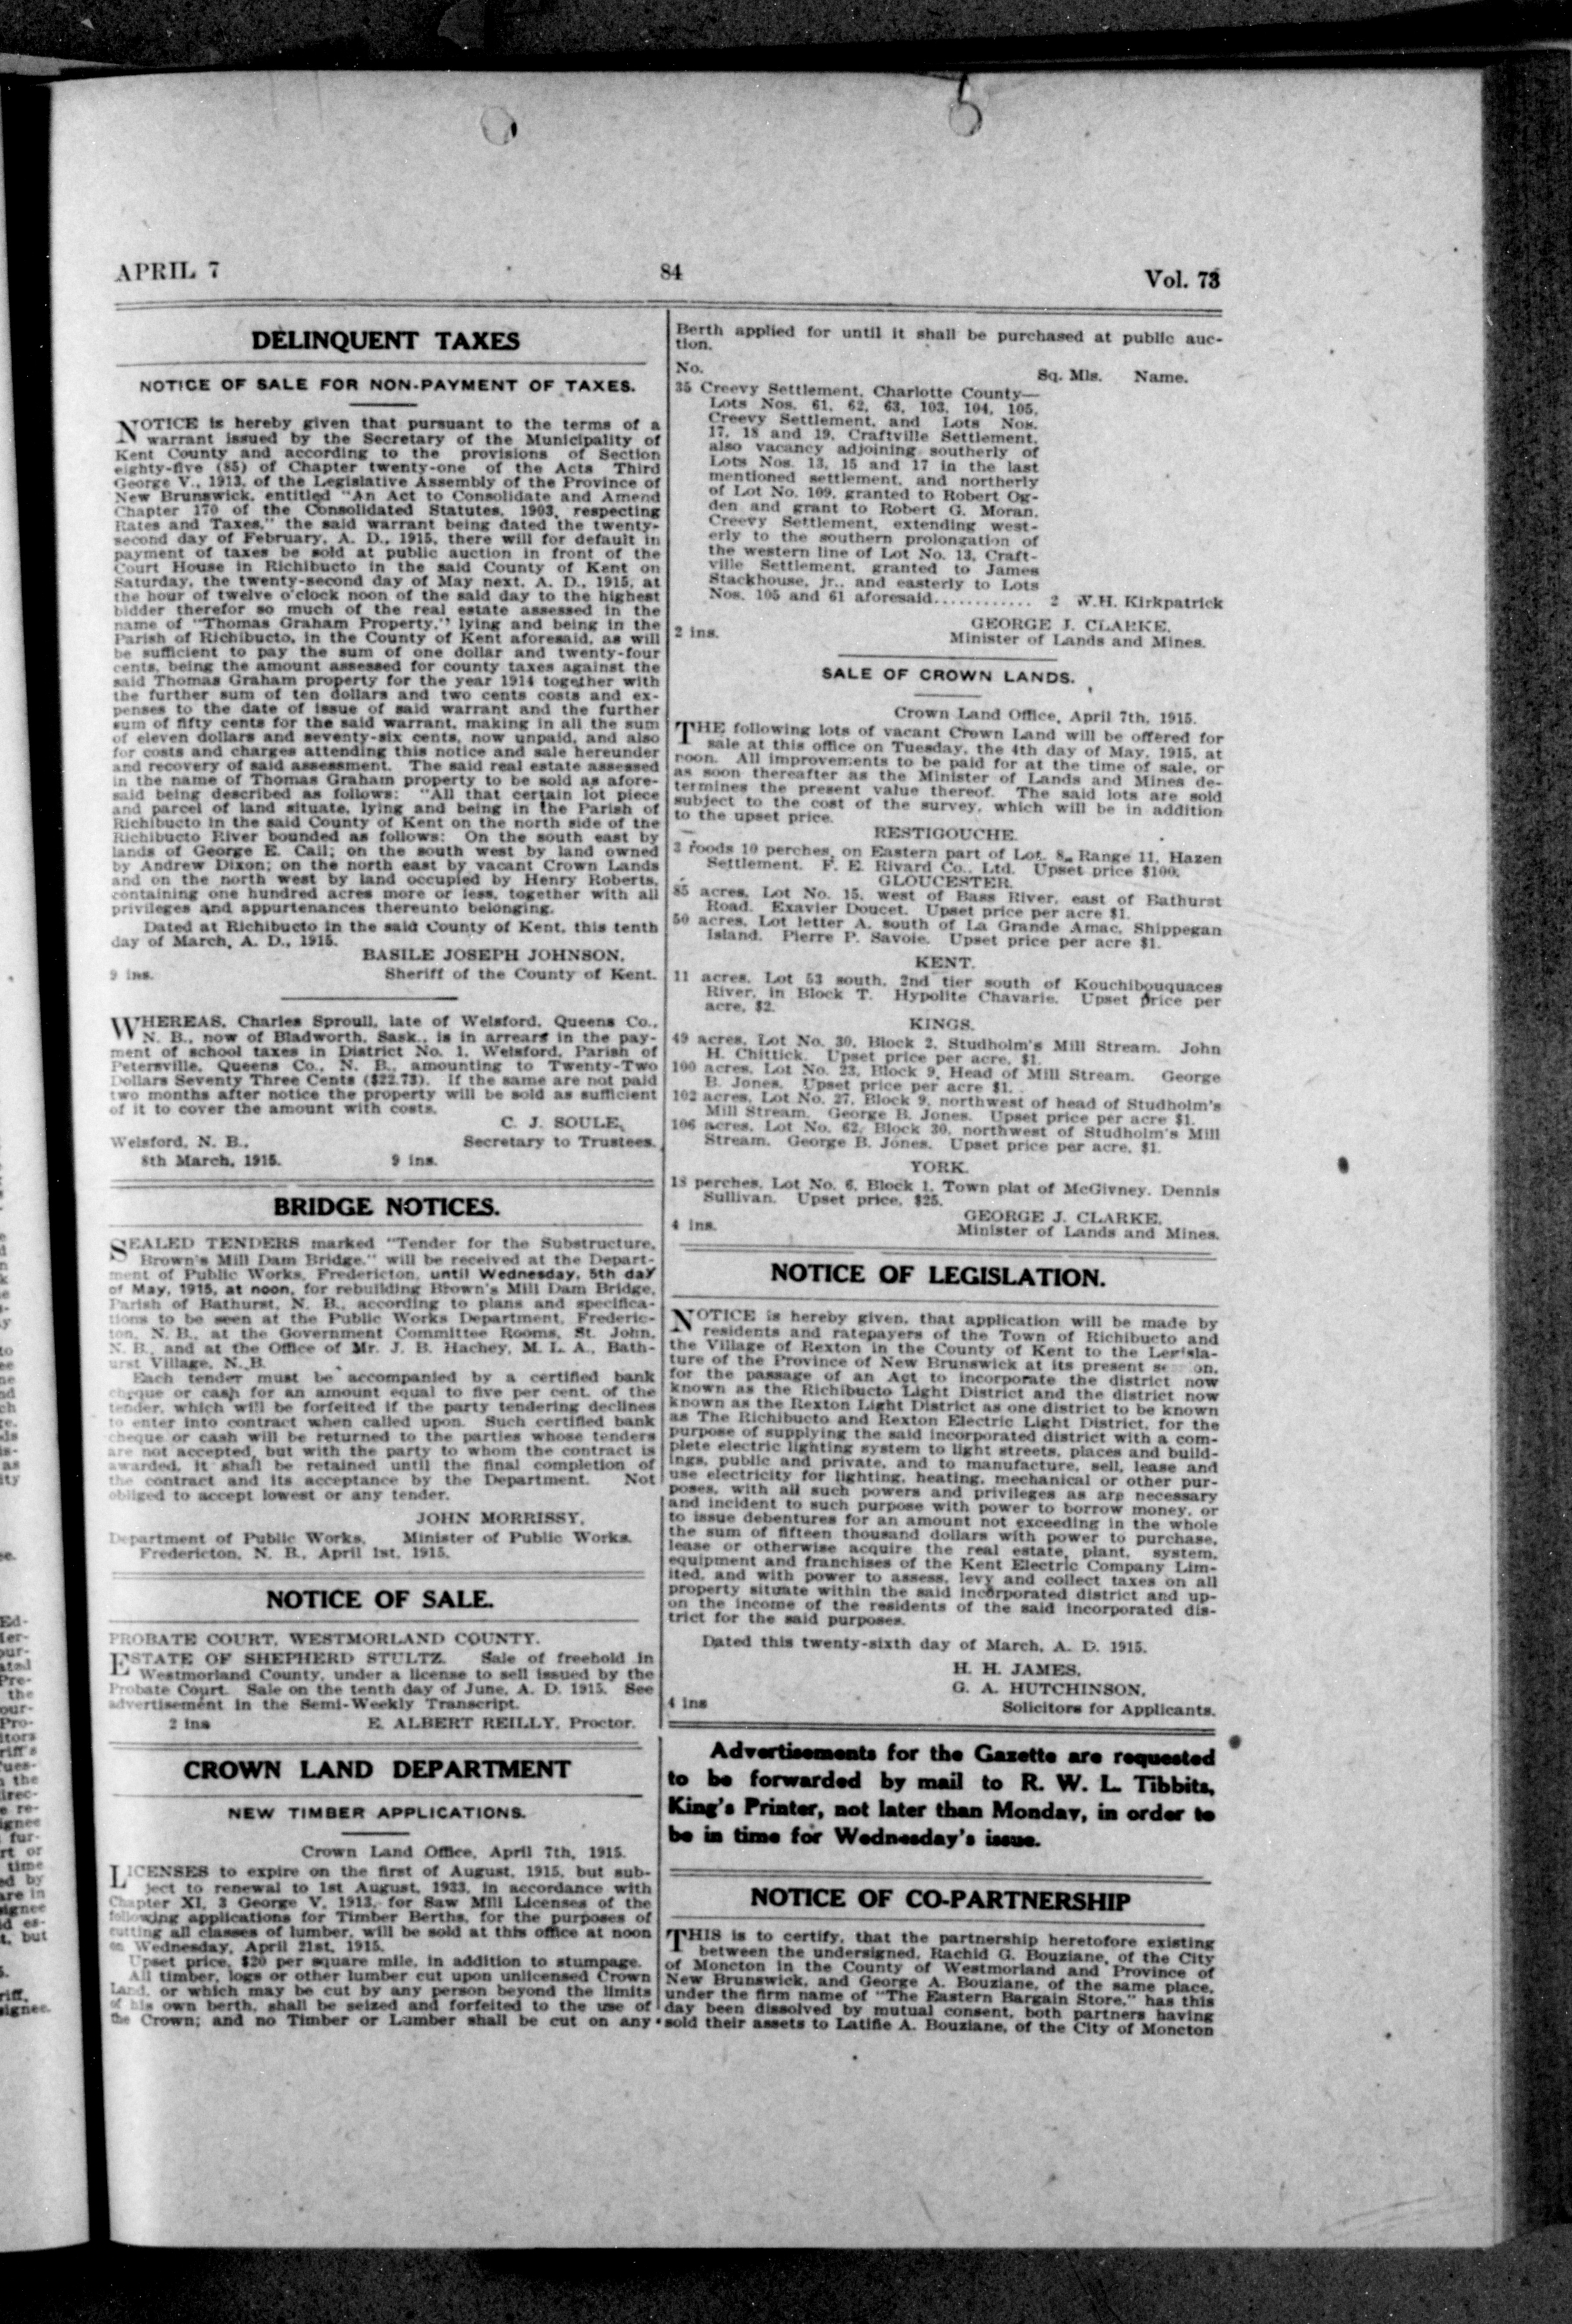 APRIL 7
84
Vol. 73
DELINQUENT TAXES
NOTICE OF SALE FOR NON-PAYMENT OF TAXES.
NOTICE is hereby given that pursuant to the terms of a
warrant issued by the Secretary of the Municipality of
Kent County and according to the provisions of Section
eighty-five (85) of Chapter twenty-one of the Acts Third
George V., 1913, of the Legislative Assembly of the Province of
New Brunswick, entitled "An Act to Consolidate and Amend
Chapter 170 of the Consolidated Statutes, 1903, respecting
Rates and Taxes," the said warrant being dated the twenty-
second day of February, A. D., 1915, there will for default in
payment of taxes be sold at public auction in front of the
Court House in Richibucto in the said County of Kent on
Saturday, the twenty-second day of May next, A. D., 1915, at
the hour of twelve o'clock noon of the said day to the highest
bidder therefor so much of the real estate assessed in the
name of "Thomas Graham Property," lying and being in the
Parish of Richibucto, in the County of Kent aforesaid, as will
be sufficient to pay the sum of one dollar and twenty-four
cents, being the amount assessed for county taxes against the
said Thomas Graham property for the year 1914 together with
the further sum of ten dollars and two cents costs and ex-
penses to the date of issue of said warrant and the further
sum of fifty cents for the said warrant, making in all the sum
of eleven dollars and seventy-six cents, now unpaid, and also
for costs and charges attending this notice and sale hereunder
and recovery of said assessment. The said real estate assessed
in the name of Thomas Graham property to be sold as afore-
said being described as follows: "All that certain lot piece
and parcel of land situate, lying and being in the Parish of
Richibucto in the said County of Kent on the north side of the
Richibucto River bounded as follows: On the south east by
lands of George E. Call; on the south west by land owned
by Andrew Dixon; on the north east by vacant Crown Lands
and on the north west by land occupied by Henry Roberts,
containing one hundred acres more or less, together with all
privileges and appurtenances thereunto belonging.
Dated at Richibucto in the said County of Kent, this tenth
day of March, A. D., 1915.
BASILE JOSEPH JOHNSON,
9 ins. Sheriff of the County of Kent.
WHEREAS, Charles Sproull, late of Welsford, Queens Co.,
N. B., now of Bladworth, Sask., is in arrears in the pay-
ment of school taxes in District No. 1, Welsford, Parish of
Petersville, Queens Co., N. B., amounting to Twenty-Two
Dollars Seventy Three Cents ($22.73). If the same are not paid
two months after notice the property will be sold as sufficient
of it to cover the amount with costs.
C. J. SOULE,
Welsford, N. B., Secretary to Trustees.
8th March, 1915. 9 ins.
BRIDGE NOTICES.
SEALED TENDERS marked "Tender for the Substructure,
Brown's Mill Dam Bridge," will be received at the Depart-
ment of Public Works, Fredericton, until Wednesday, 5th day
of May, 1915, at noon, for rebuilding Brown's Mill Dam Bridge,
Parish of Bathurst, N. B., according to plans and specifica-
tions to be seen at the Public Works Department, Frederic-
ton, N. B., at the Government Committee Rooms, St. John,
N. B., and at the Office of Mr. J. B. Hachey, M. L. A., Bath-
urst Village, N. B.
Each tender must be accompanied by a certified bank
cheque or cash for an amount equal to five per cent. of the
tender, which will be forfeited if the party tendering declines
to enter into contract when called upon. Such certified bank
cheque or cash will be returned to the parties whose tenders
are not accepted, but with the party to whom the contract is
awarded, it shall be retained until the final completion of
the contract and its acceptance by the Department. Not
obliged to accept lowest or any tender.
JOHN MORRISSY,
Department of Public Works, Minister of Public Works.
Fredericton, N. B., April 1st, 1915.
NOTICE OF SALE.
PROBATE COURT, WESTMORLAND COUNTY.
ESTATE OF SHEPHERD STULTZ. Sale of freehold in
Westmorland County, under a license to sell issued by the
Probate Court. Sale on the tenth day of June, A. D. 1915. See
advertisement in the Semi-Weekly Transcript.
2 ins E. ALBERT REILLY, Proctor.
CROWN LAND DEPARTMENT
NEW TIMBER APPLICATIONS.
Crown Land Office, April 7th, 1915.
LICENSES to expire on the first of August, 1915, but sub-
ject to renewal to 1st August, 1933, in accordance with
Chapter XI, 3 George V, 1913, for Saw Mill Licenses of the
following applications for Timber Berths, for the purposes of
cutting all classes of lumber, will be sold at this office at noon
on Wednesday, April 21st, 1915.
Upset price, $20 per square mile, in addition to stumpage.
All timber, logs or other lumber cut upon unlicensed Crown
Land, or which may be cut by any person beyond the limits
of his own berth, shall be seized and forfeited to the use of
the Crown; and no Timber or Lumber shall be cut on any
Berth applied for until it shall be purchased at public auc-
tion.
No. Sq. Mls. Name.
35 Creevy Settlement, Charlotte County—
Lots Nos. 61, 62, 63, 103, 104, 105,
Creevy Settlement, and Lots Nos.
17, 18 and 19, Craftville Settlement,
also vacancy adjoining southerly of
Lots Nos. 13, 15 and 17 in the last
mentioned settlement, and northerly
of Lot No. 109, granted to Robert Og-
den and grant to Robert G. Moran,
Creevy Settlement, extending west-
erly to the southern prolongation of
the western line of Lot No. 13, Craft-
ville Settlement, granted to James
Stackhouse, jr., and easterly to Lots
Nos. 105 and 61 aforesaid............ 2 W.H. Kirkpatrick
GEORGE J. CLARKE,
2 ins. Minister of Lands and Mines.
SALE OF CROWN LANDS.
Crown Land Office, April 7th, 1915.
THE following lots of vacant Crown Land will be offered for
sale at this office on Tuesday, the 4th day of May, 1915, at
noon. All improvements to be paid for at the time of sale, or
as soon thereafter as the Minister of Lands and Mines de-
termines the present value thereof. The said lots are sold
subject to the cost of the survey, which will be in addition
to the upset price.
RESTIGOUCHE.
3 roods 10 perches, on Eastern part of Lot. 8, Range 11, Hazen
Settlement. F. E. Rivard Co., Ltd. Upset price $100.
GLOUCESTER.
85 acres, Lot No. 15, west of Bass River, east of Bathurst
Road. Exavier Doucet. Upset price per acre $1.
50 acres, Lot letter A, south of La Grande Amac, Shippegan
Island. Pierre P. Savoie. Upset price per acre $1.
KENT.
11 acres, Lot 53 south, 2nd tier south of Kouchibouquaces
River, in Block T. Hypolite Chavarie. Upset price per
acre, $2.
KINGS.
49 acres, Lot No. 30, Block 2, Studholm's Mill Stream. John
H. Chittick. Upset price per acre, $1.
100 acres, Lot No. 23, Block 9, Head of Mill Stream. George
B. Jones. Upset price per acre $1.
102 acres, Lot No. 27, Block 9, northwest of head of Studholm's
Mill Stream. George B. Jones. Upset price per acre $1.
106 acres, Lot No. 62, Block 30, northwest of Studholm's Mill
Stream. George B. Jones. Upset price per acre, $1.
YORK.
18 perches, Lot No. 6, Block 1, Town plat of McGivney. Dennis
Sullivan. Upset price, $25.
GEORGE J. CLARKE,
4 ins. Minister of Lands and Mines.
NOTICE OF LEGISLATION.
NOTICE is hereby given, that application will be made by
residents and ratepayers of the Town of Richibucto and
the Village of Rexton in the County of Kent to the Legisla-
ture of the Province of New Brunswick at its present
for the passage of an Act to incorporate the district now
known as the Richibucto Light District and the district now
known as the Rexton Light District as one district to be known
as The Richibucto and Rexton Electric Light District, for the
purpose of supplying the said incorporated district with a com-
plete electric lighting system to light streets, places and build-
ings, public and private, and to manufacture, sell, lease and
use electricity for lighting, heating, mechanical or other pur-
poses, with all such powers and privileges as are necessary
and incident to such purpose with power to borrow money, or
to issue debentures for an amount not exceeding in the whole
the sum of fifteen thousand dollars with power to purchase,
lease or otherwise acquire the real estate, plant, system,
equipment and franchises of the Kent Electric Company Lim-
ited, and with power to assess, levy and collect taxes on all
property situate within the said incorporated district and up-
on the income of the residents of the said incorporated dis-
trict for the said purposes.
Dated this twenty-sixth day of March, A. D. 1915.
H. H. JAMES,
G. A. HUTCHINSON,
4 ins Solicitors for Applicants.
Advertisements for the Gazette are requested
to be forwarded by mail to R. W. L. Tibbits,
King's Printer, not later than Monday, in order to
be in time for Wednesday's issue.
NOTICE OF CO-PARTNERSHIP
THIS is to certify, that the partnership heretofore existing
between the undersigned, Rachid G. Bouziane, of the City
of Moncton in the County of Westmorland and Province of
New Brunswick, and George A. Bouziane, of the same place,
under the firm name of "The Eastern Bargain Store," has this
day been dissolved by mutual consent, both partners having
sold their assets to Latifie A. Bouziane, of the City of Moncton